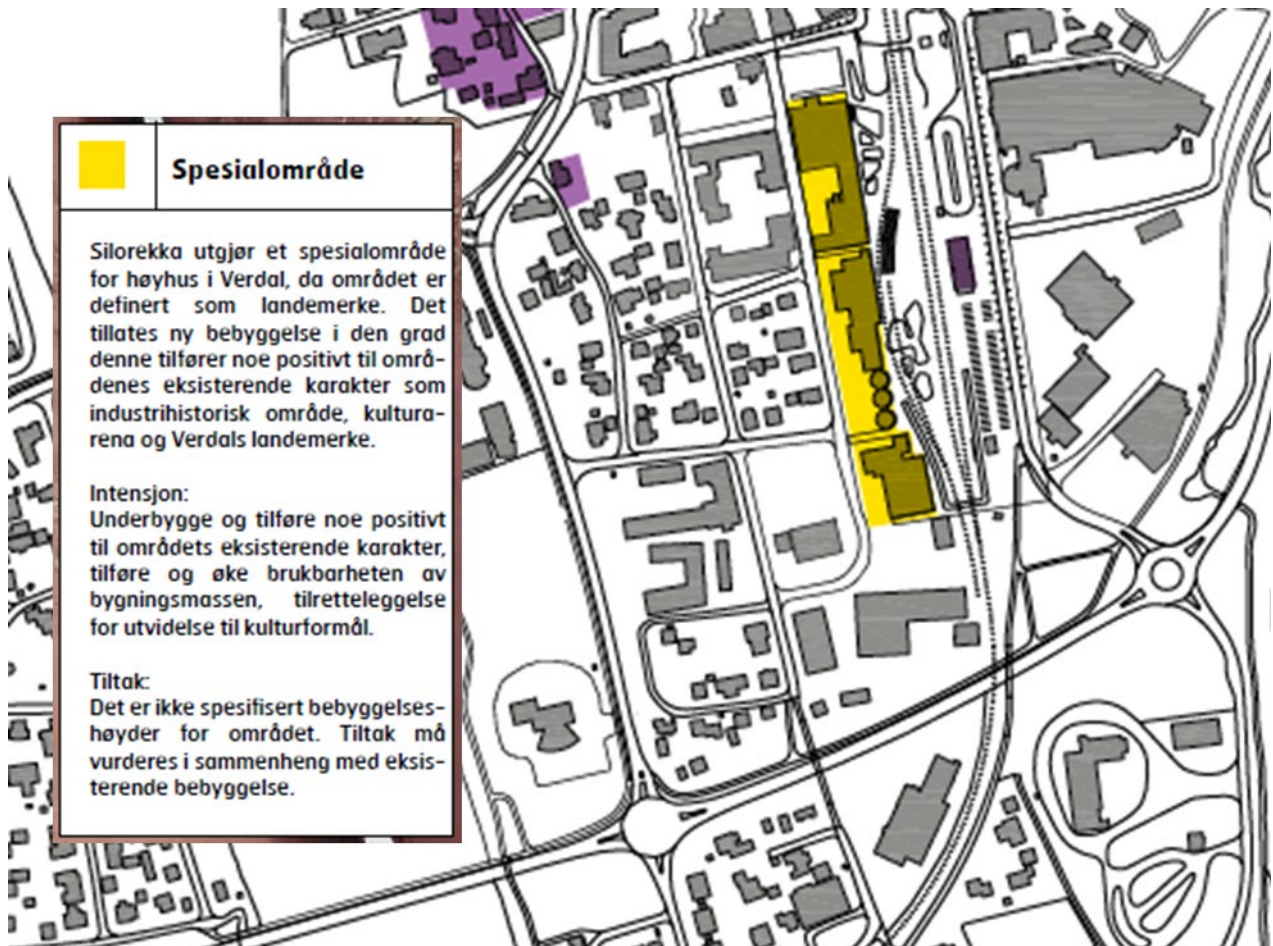 Spesialområde
Silorekka utgjør et spesialområde
for høyhus i Verdal, da området er
definert som landemerke. Det
tillates ny bebyggelse i den grad
denne tilfører noe positivt til områ-
denes eksisterende karakter som
industrihistorisk område, kultura-
rena og Verdals landemerke.
Intensjon:
Underbygge og tilføre noe positivt
til områdets eksisterende karakter,
tilføre og øke brukbarheten av
bygningsmassen, tilretteleggelse
for utvidelse til kulturformål.
Tiltak:
Det er ikke spesifisert bebyggelses-
høyder for området. Tiltak må
vurderes i sammenheng med eksis-
terende bebyggelse.